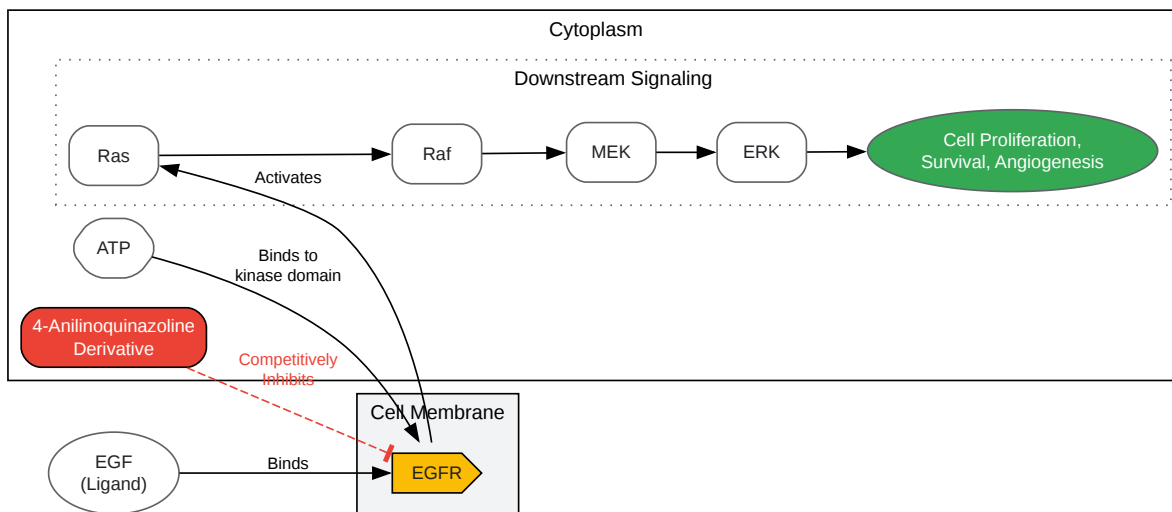 Cytoplasm
Downstream Signaling
Ras
Raf
MEK
ERK
Cell Proliferation,
Survival, Angiogenesis
Activates
ATP
Binds to
kinase domain
4-Anilinoquinazoline
Derivative
Competitively
Inhibits
Cell Membrane
EGF
(Ligand)
Binds
EGFR